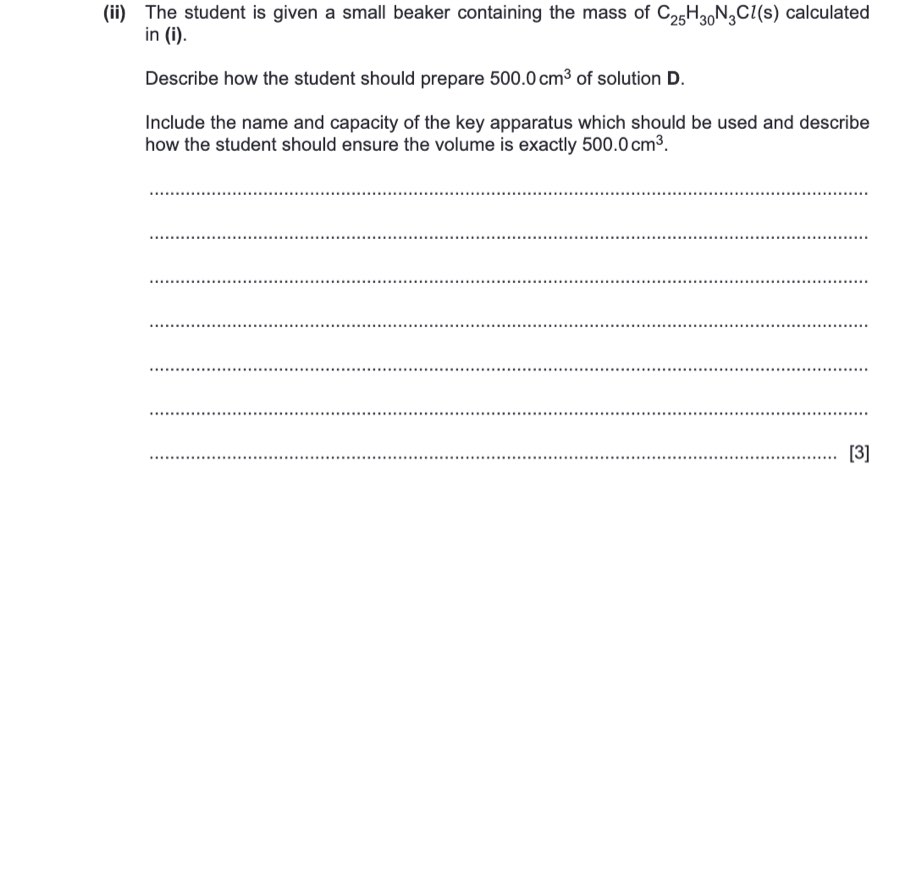 (ii) The student is given a small beaker containing the mass of C₂₅H₃₀N₃Cl(s) calculated
in (i).
Describe how the student should prepare 500.0 cm³ of solution D.
Include the name and capacity of the key apparatus which should be used and describe
how the student should ensure the volume is exactly 500.0 cm³.
[3]